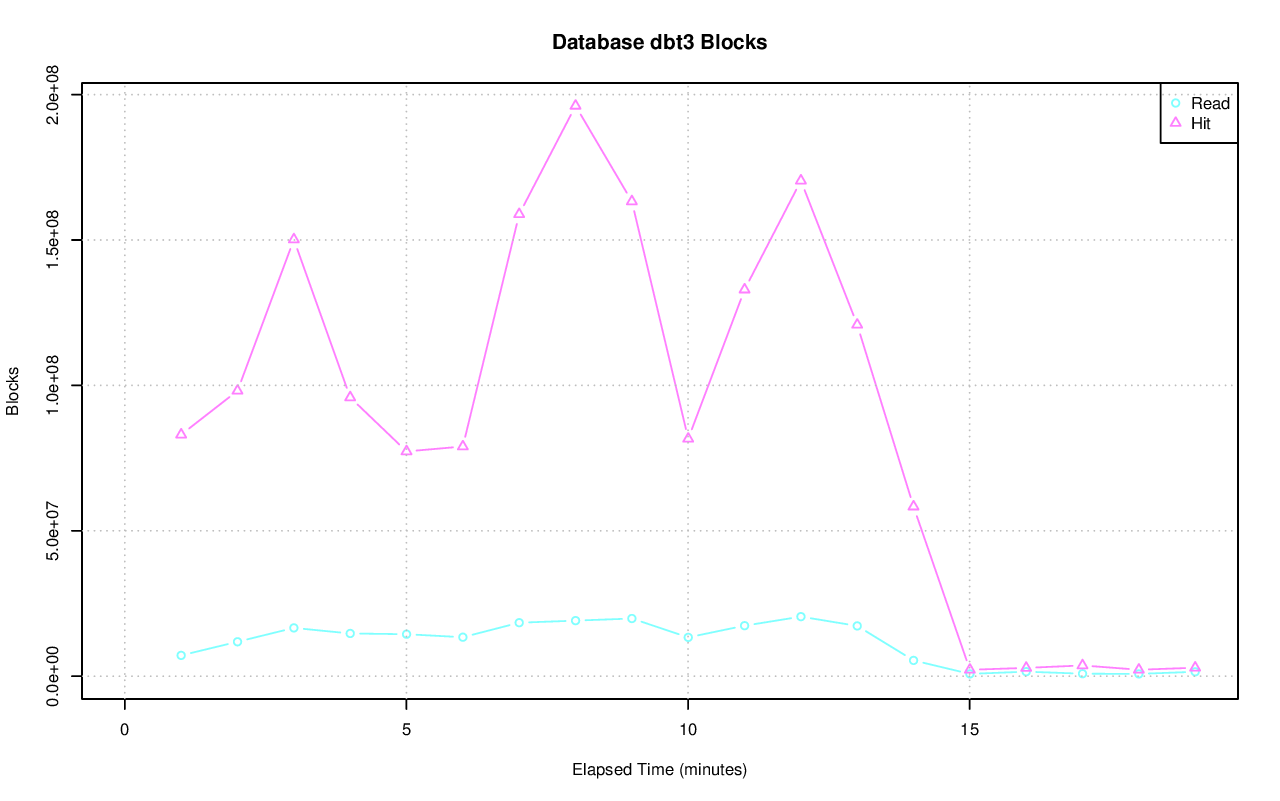 Database dbt3 Blocks
Read
Hit
Blocks
2.0e+08
1.5e+08
1.0e+08
5.0e+07
0.0e+00
0 5 10 15
Elapsed Time (minutes)